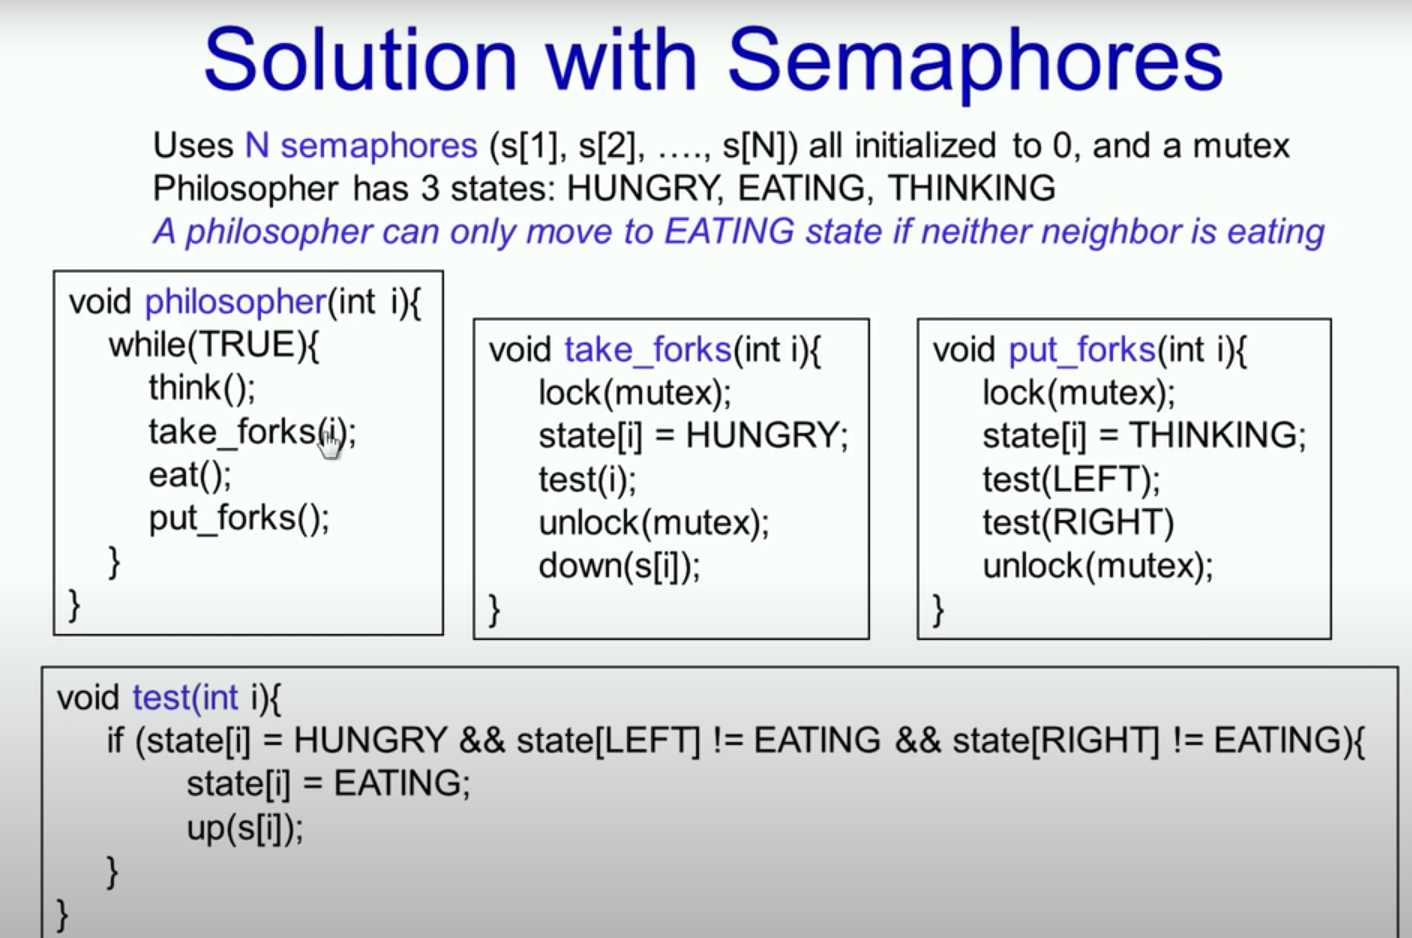 Solution with Semaphores
Uses N semaphores (s[1], s[2], …., s[N]) all initialized to 0, and a mutex
Philosopher has 3 states: HUNGRY, EATING, THINKING
A philosopher can only move to EATING state if neither neighbor is eating
void philosopher(int i){
while(TRUE){
think();
take_forks(i);
eat();
put_forks();
}
}
void take_forks(int i){
lock(mutex);
state[i] = HUNGRY;
test(i);
unlock(mutex);
down(s[i]);
}
void put_forks(int i){
lock(mutex);
state[i] = THINKING;
test(LEFT);
test(RIGHT)
unlock(mutex);
}
void test(int i){
if (state[i] = HUNGRY && state[LEFT] != EATING && state[RIGHT] != EATING){
state[i] = EATING;
up(s[i]);
}
}